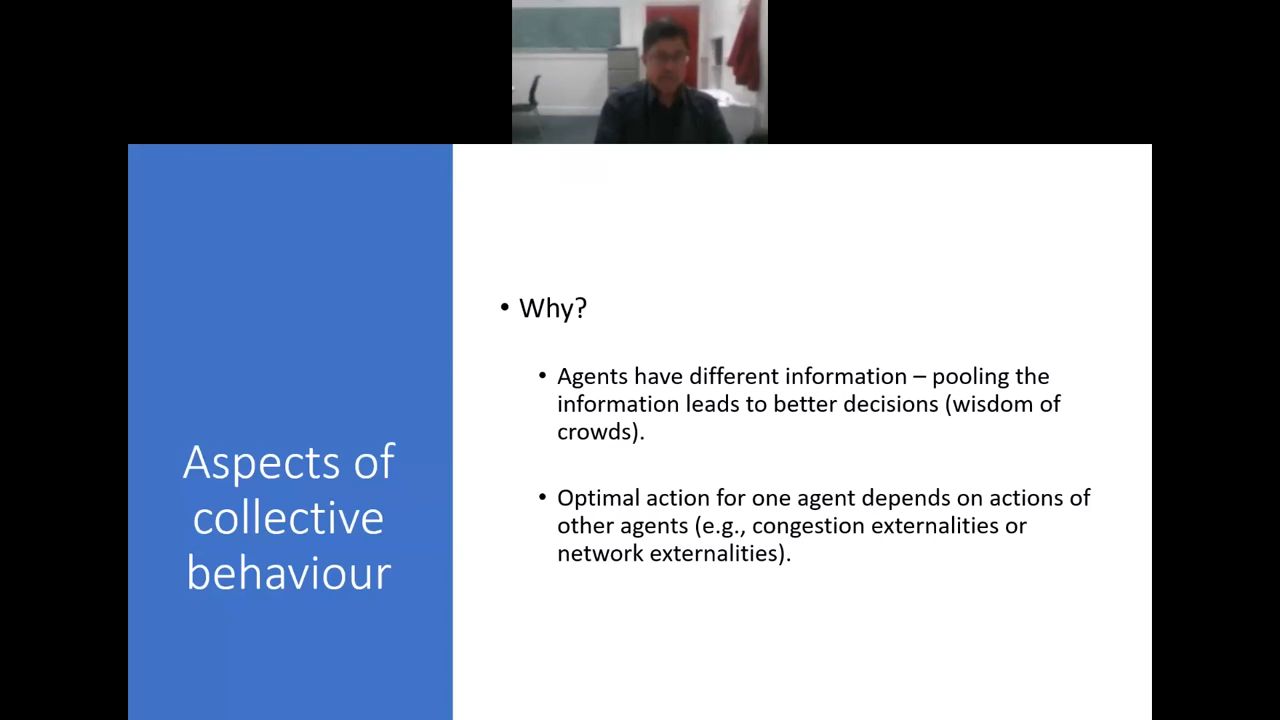 Aspects of
collective
behaviour
• Why?
• Agents have different information – pooling the
information leads to better decisions (wisdom of
crowds).
• Optimal action for one agent depends on actions of
other agents (e.g., congestion externalities or
network externalities).